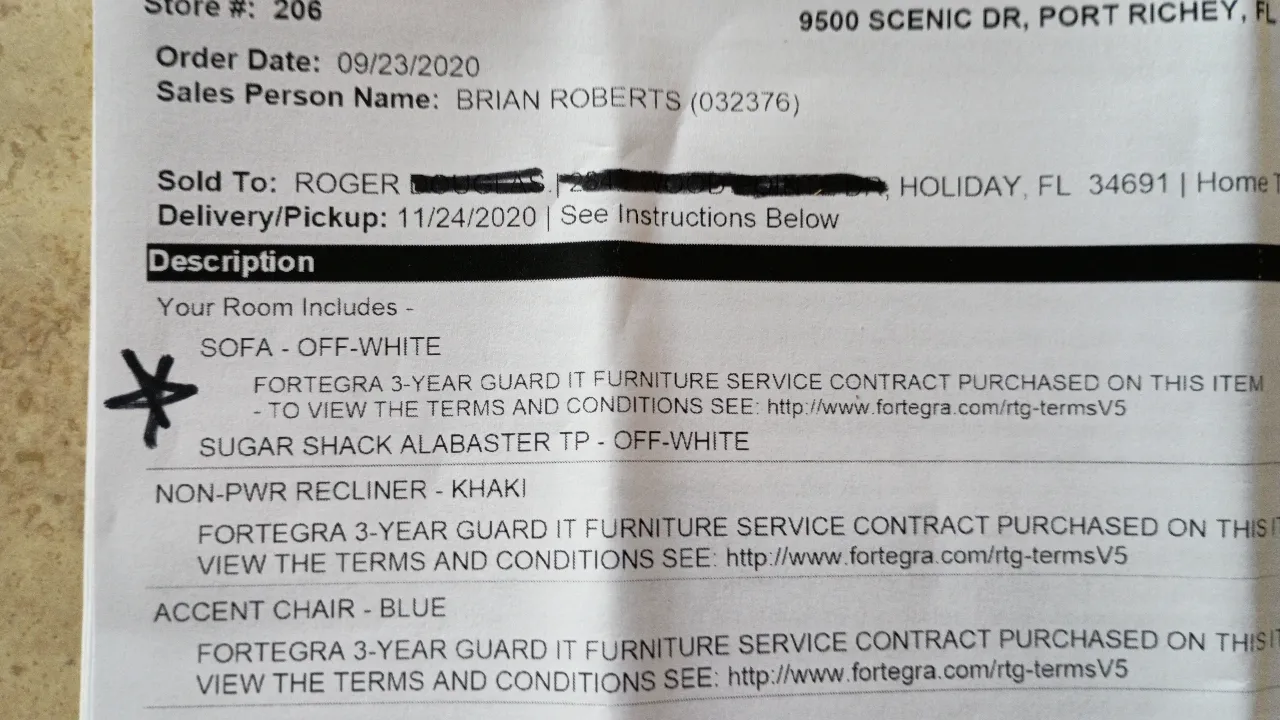 Store #: 206
9500 SCENIC DR, PORT RICHEY, FL
Order Date: 09/23/2020
Sales Person Name: BRIAN ROBERTS (032376)
Sold To: ROGER | DR, HOLIDAY, FL 34691 | Home
Delivery/Pickup: 11/24/2020 | See Instructions Below
Description
Your Room Includes -
SOFA - OFF-WHITE
FORTEGRA 3-YEAR GUARD IT FURNITURE SERVICE CONTRACT PURCHASED ON THIS ITEM
- TO VIEW THE TERMS AND CONDITIONS SEE: http://www.fortegra.com/rtg-termsV5
SUGAR SHACK ALABASTER TP - OFF-WHITE
NON-PWR RECLINER - KHAKI
FORTEGRA 3-YEAR GUARD IT FURNITURE SERVICE CONTRACT PURCHASED ON THIS
VIEW THE TERMS AND CONDITIONS SEE: http://www.fortegra.com/rtg-termsV5
ACCENT CHAIR - BLUE
FORTEGRA 3-YEAR GUARD IT FURNITURE SERVICE CONTRACT PURCHASED ON THIS
VIEW THE TERMS AND CONDITIONS SEE: http://www.fortegra.com/rtg-termsV5